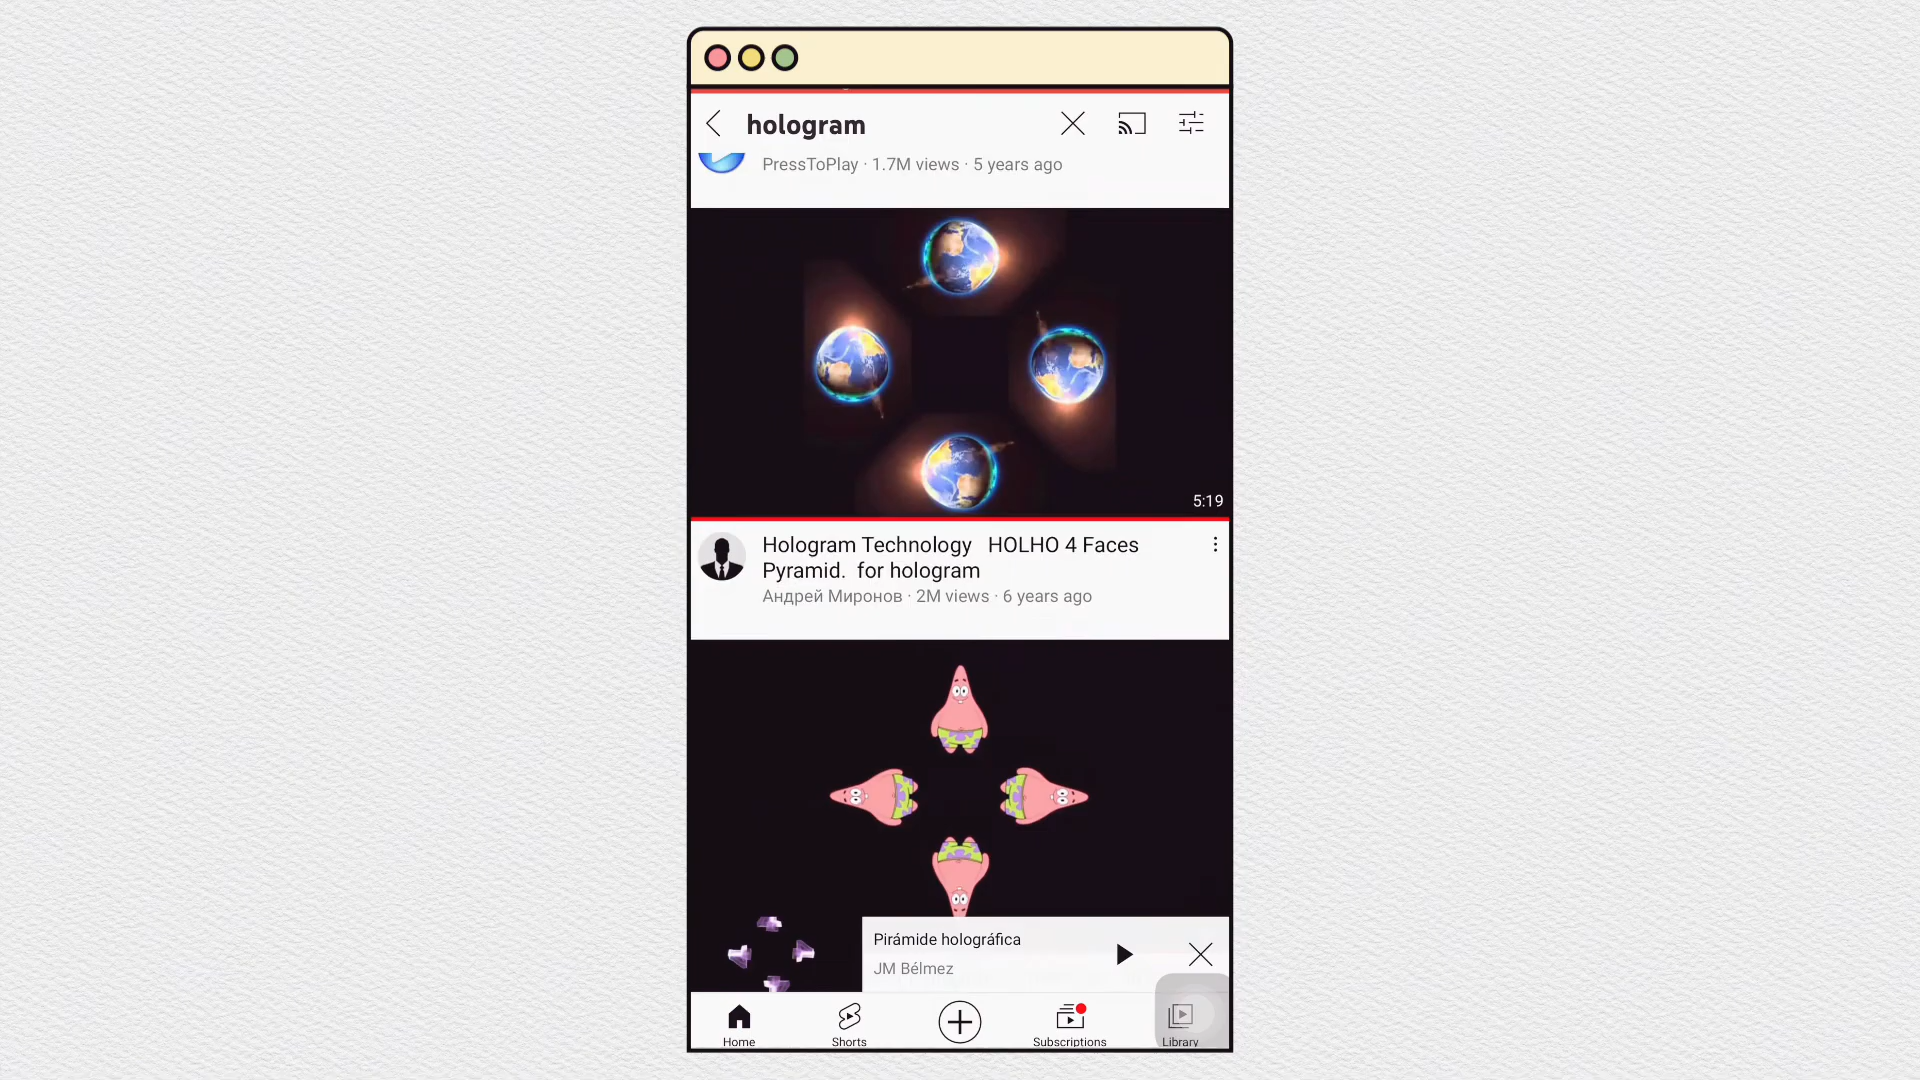 hologram
PressToPlay · 1.7M views · 5 years ago
5:19
Hologram Technology HOLHO 4 Faces
Pyramid. for hologram
Андрей Миронов · 2M views · 6 years ago
Pirámide holográfica
JM Bélmez
Home
Shorts
Subscriptions
Library